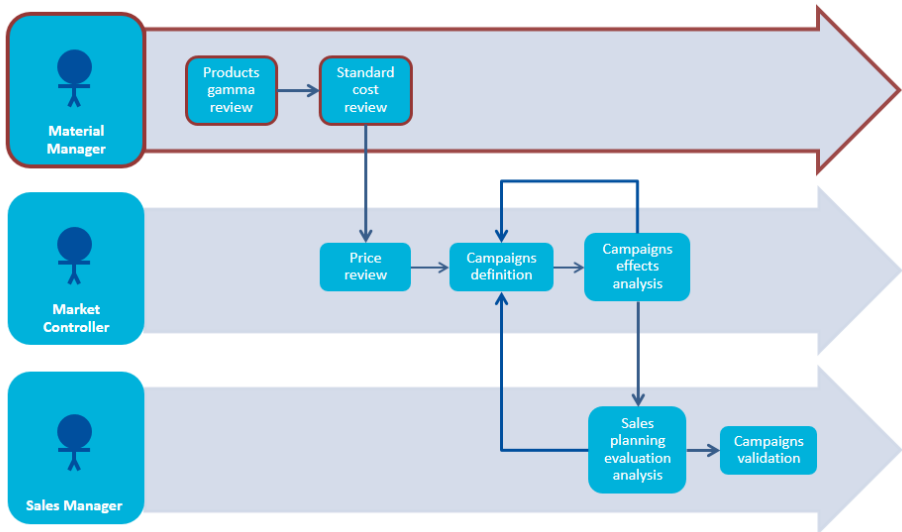 Material
Manager
Products
gamma
review
Standard
cost
review
Market
Controller
Price
review
Campaigns
definition
Campaigns
effects
analysis
Sales Manager
Sales
planning
evaluation
analysis
Campaigns
validation